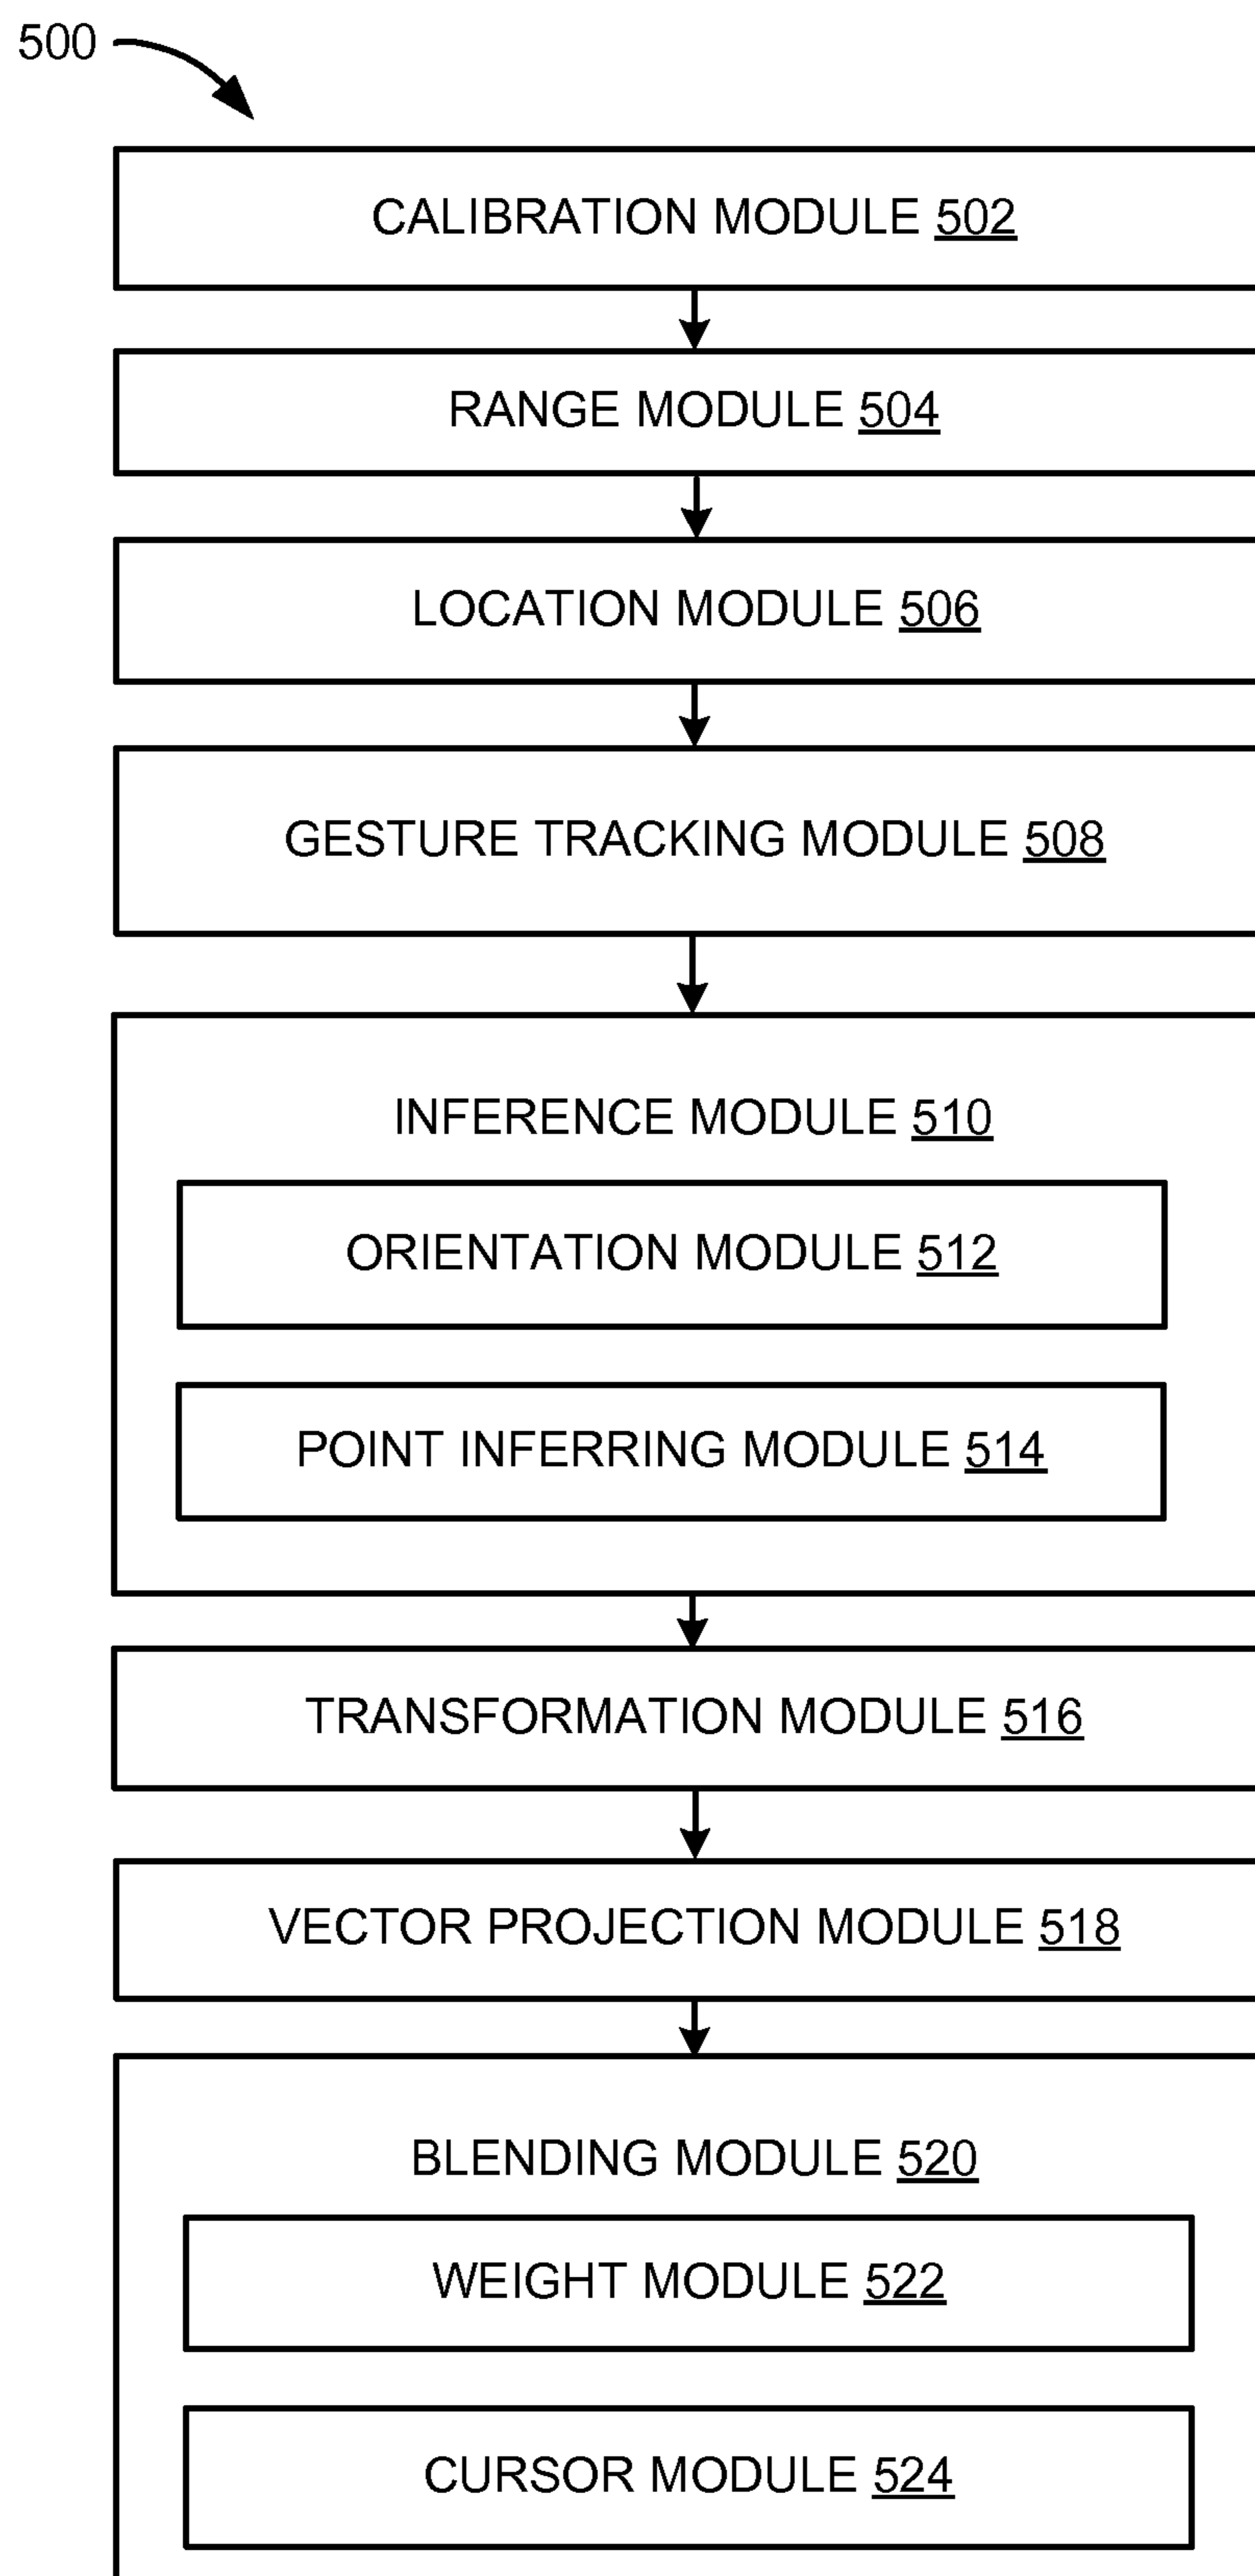 500
CALIBRATION MODULE 502
RANGE MODULE 504
LOCATION MODULE 506
GESTURE TRACKING MODULE 508
INFERENCE MODULE 510
ORIENTATION MODULE 512
POINT INFERRING MODULE 514
TRANSFORMATION MODULE 516
VECTOR PROJECTION MODULE 518
BLENDING MODULE 520
WEIGHT MODULE 522
CURSOR MODULE 524